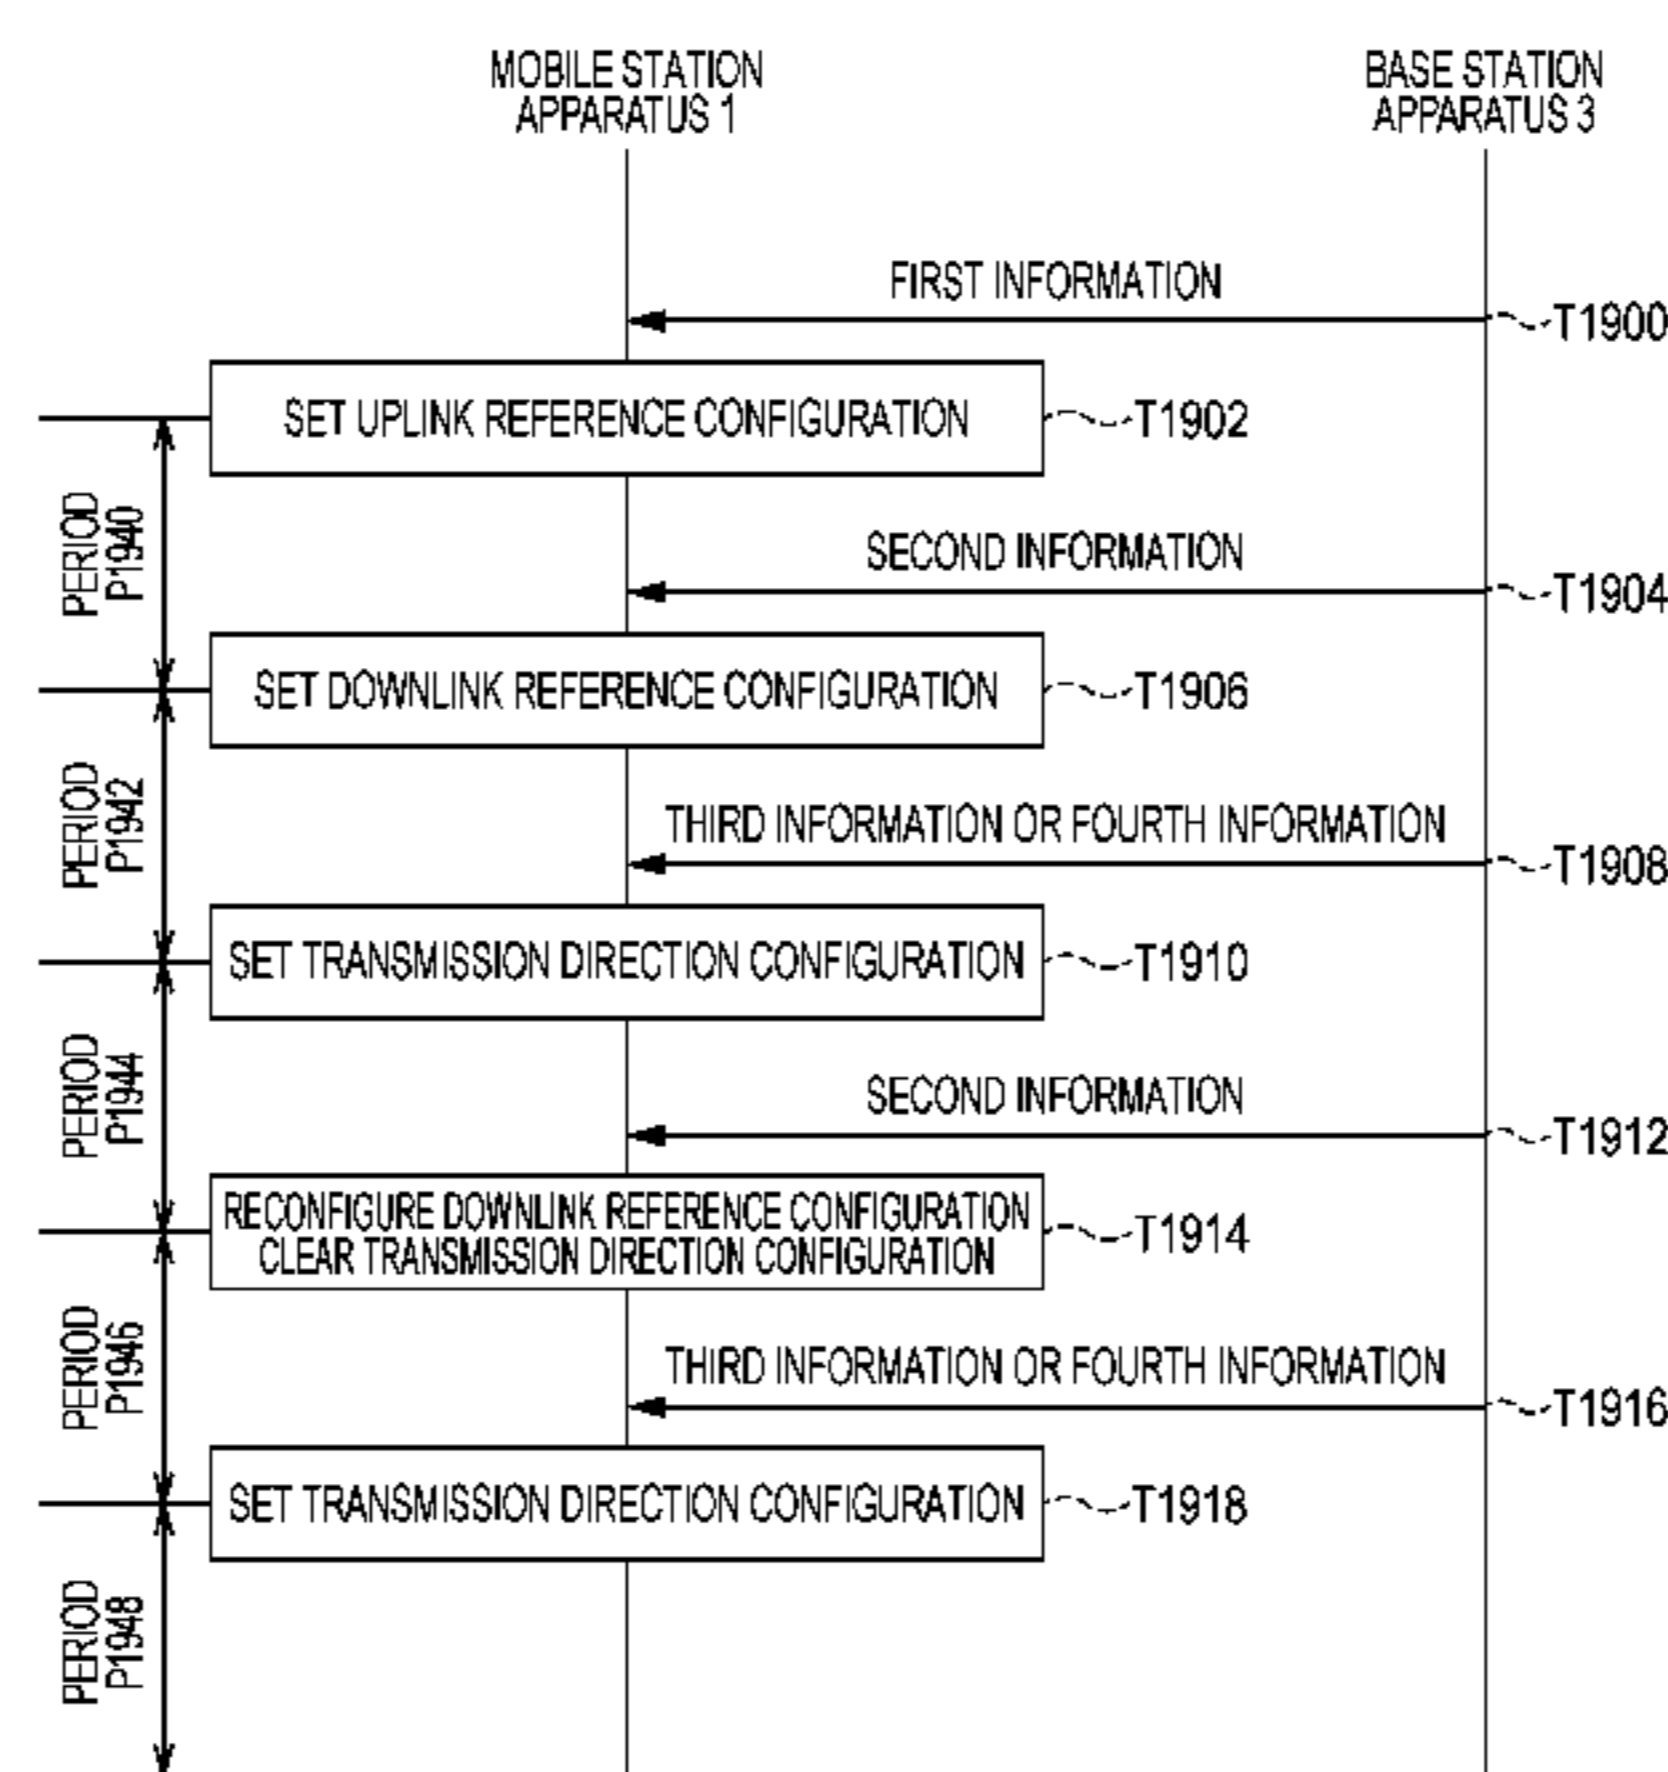 MOBILE STATION
APPARATUS 1
BASE STATION
APPARATUS 3
FIRST INFORMATION
T1900
SET UPLINK REFERENCE CONFIGURATION
T1902
PERIOD
P1940
SECOND INFORMATION
T1904
SET DOWNLINK REFERENCE CONFIGURATION
T1906
PERIOD
P1942
THIRD INFORMATION OR FOURTH INFORMATION
T1908
SET TRANSMISSION DIRECTION CONFIGURATION
T1910
PERIOD
P1944
SECOND INFORMATION
T1912
RECONFIGURE DOWNLINK REFERENCE CONFIGURATION
CLEAR TRANSMISSION DIRECTION CONFIGURATION
T1914
PERIOD
P1946
THIRD INFORMATION OR FOURTH INFORMATION
T1916
SET TRANSMISSION DIRECTION CONFIGURATION
T1918
PERIOD
P1948